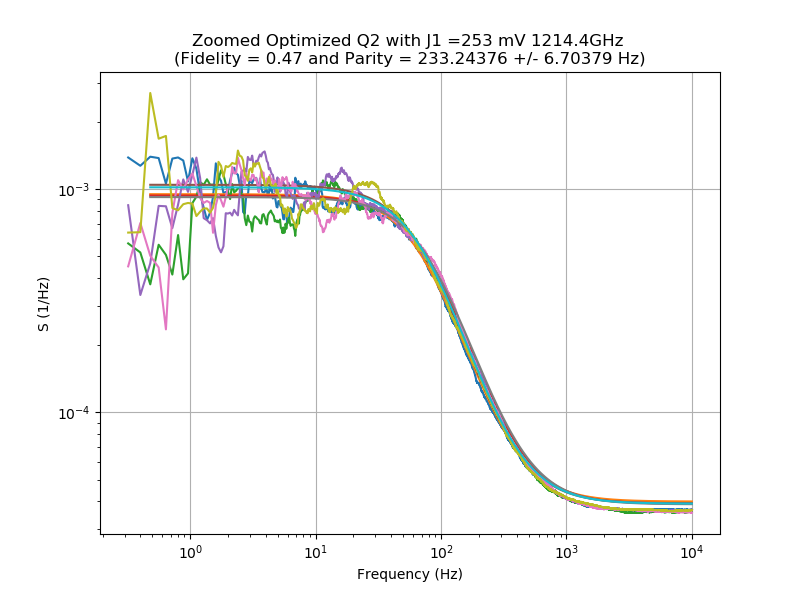 Zoomed Optimized Q2 with J1 =253 mV 1214.4GHz
(Fidelity = 0.47 and Parity = 233.24376 +/- 6.70379 Hz)
10⁻³
10⁻⁴
S (1/Hz)
10⁰ 10¹ 10² 10³ 10⁴
Frequency (Hz)